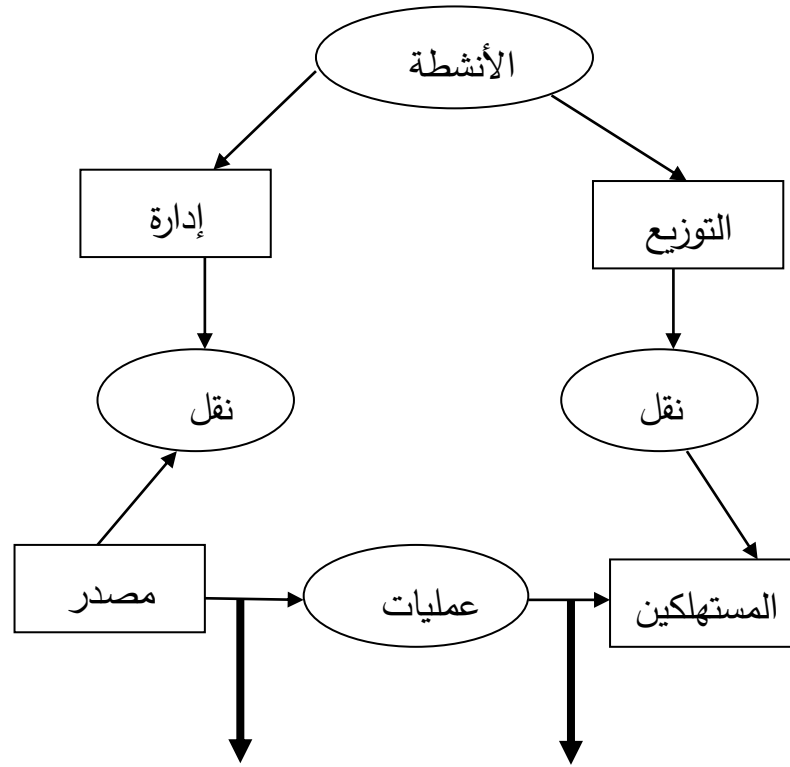 الأنشطة
إدارة
التوزيع
نقل
نقل
مصدر
عمليات
المستهلكين